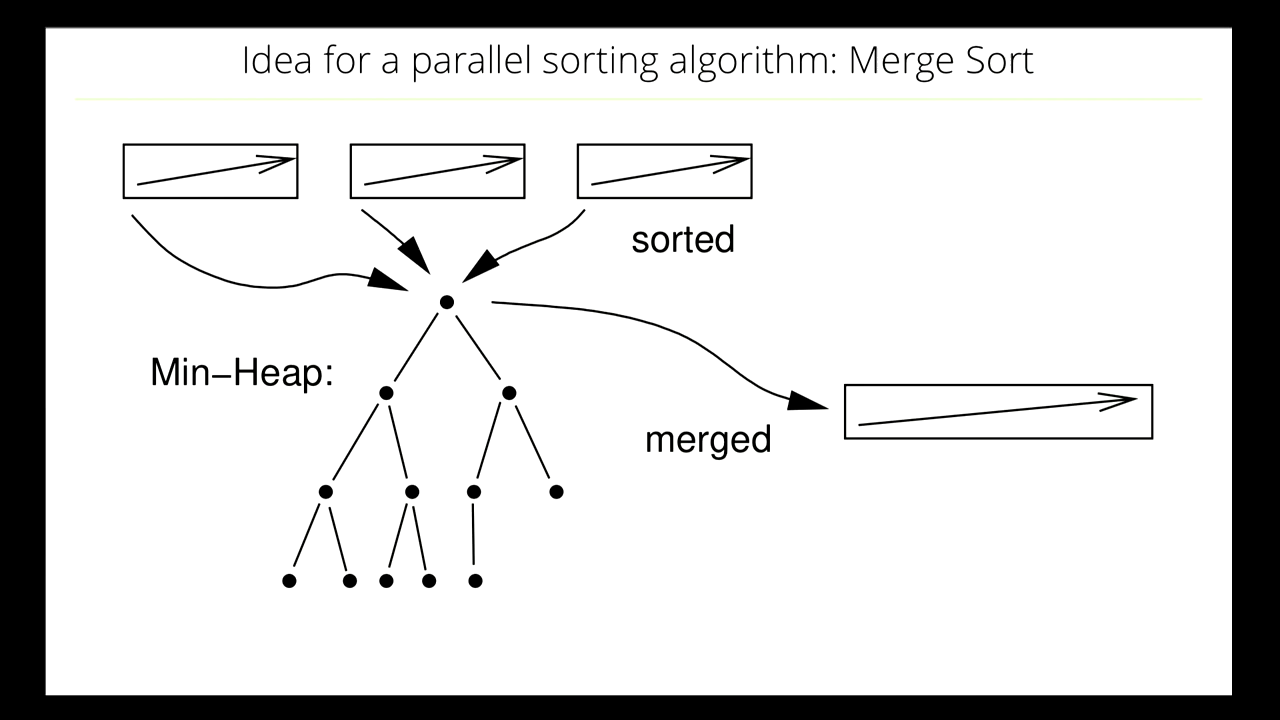 Idea for a parallel sorting algorithm: Merge Sort
sorted
Min–Heap:
merged